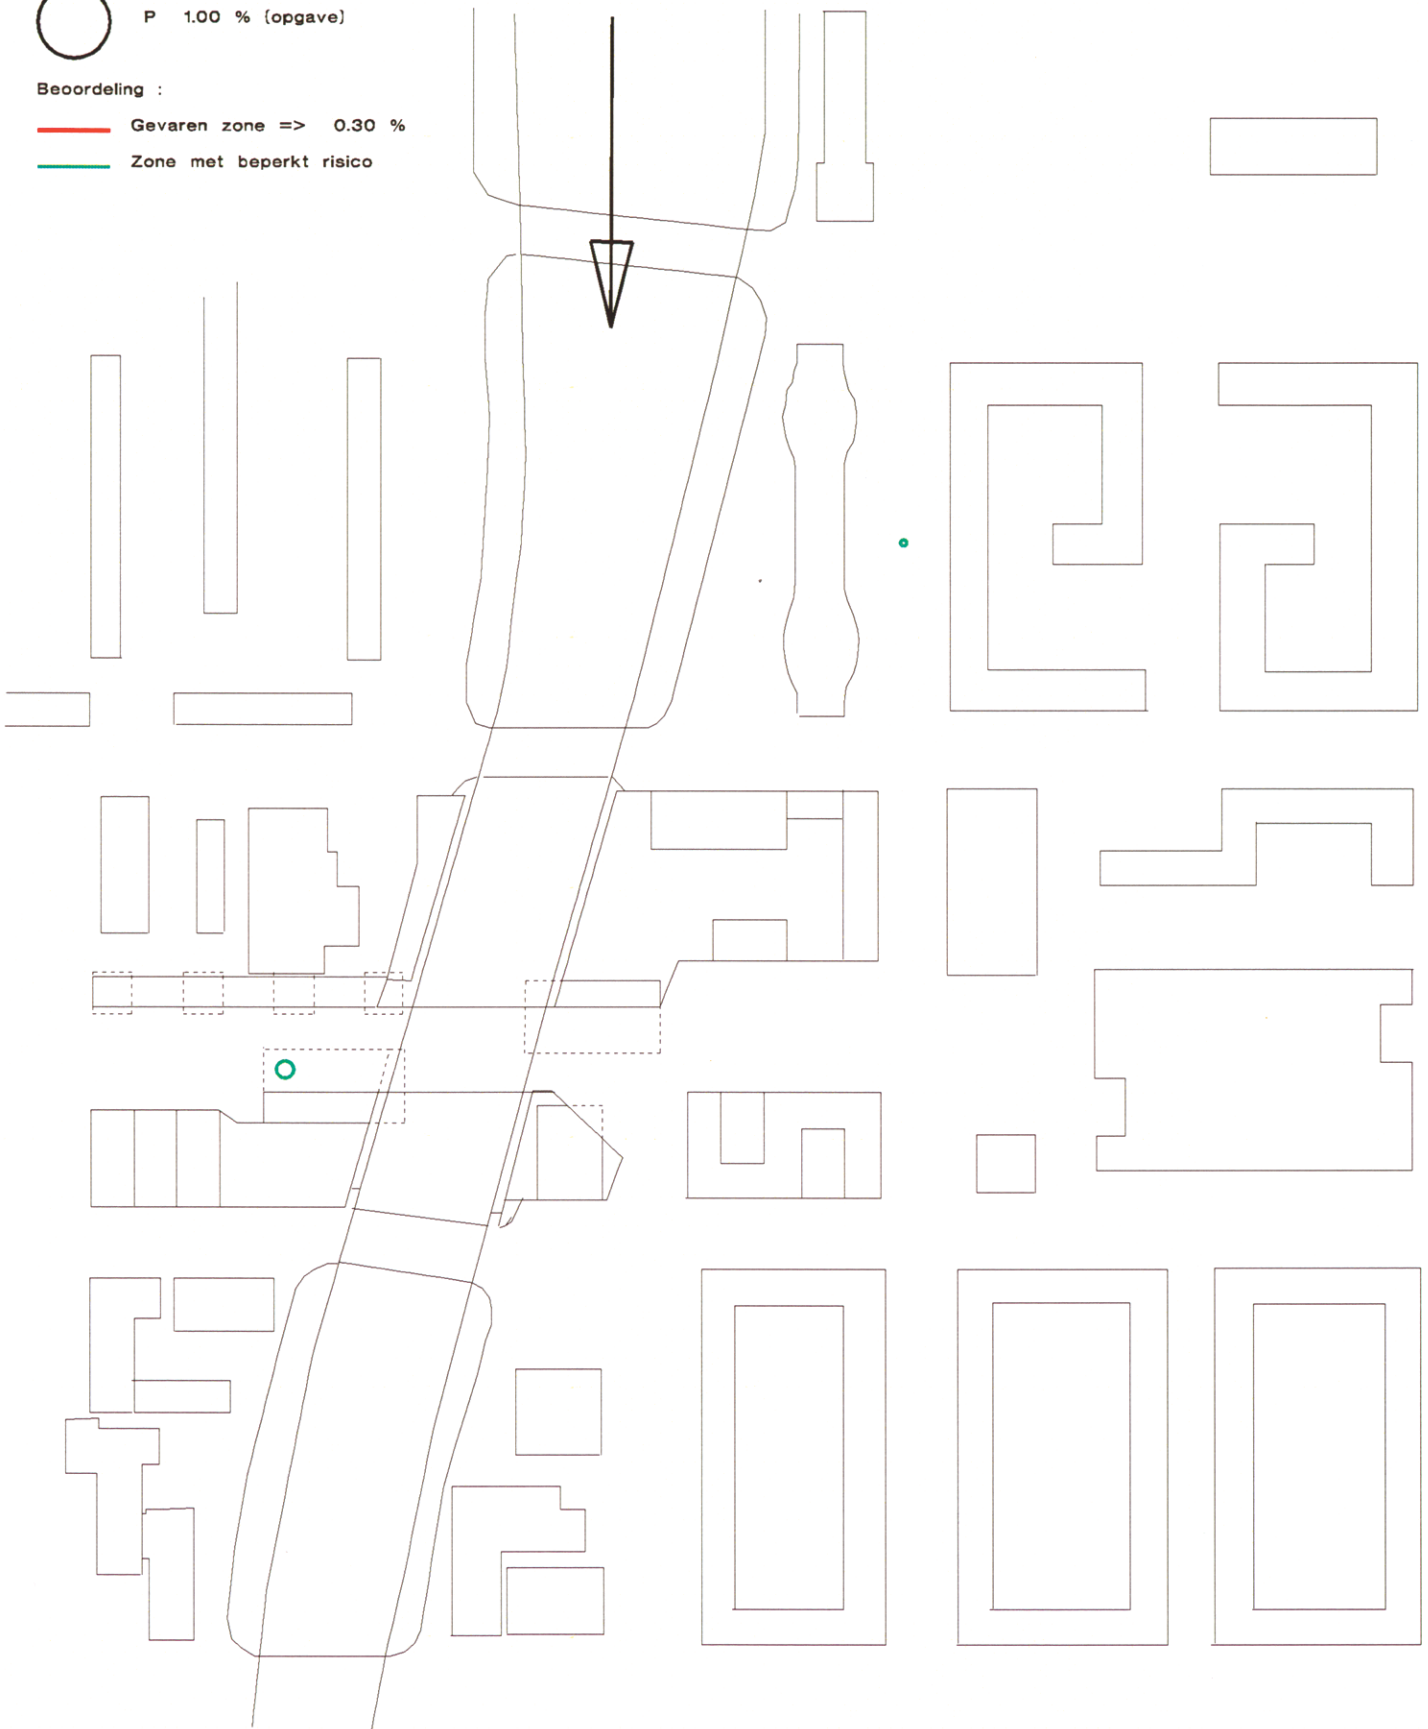 P 1.00 % (opgave)
Beoordeling :
Gevaren zone => 0.30 %
Zone met beperkt risico